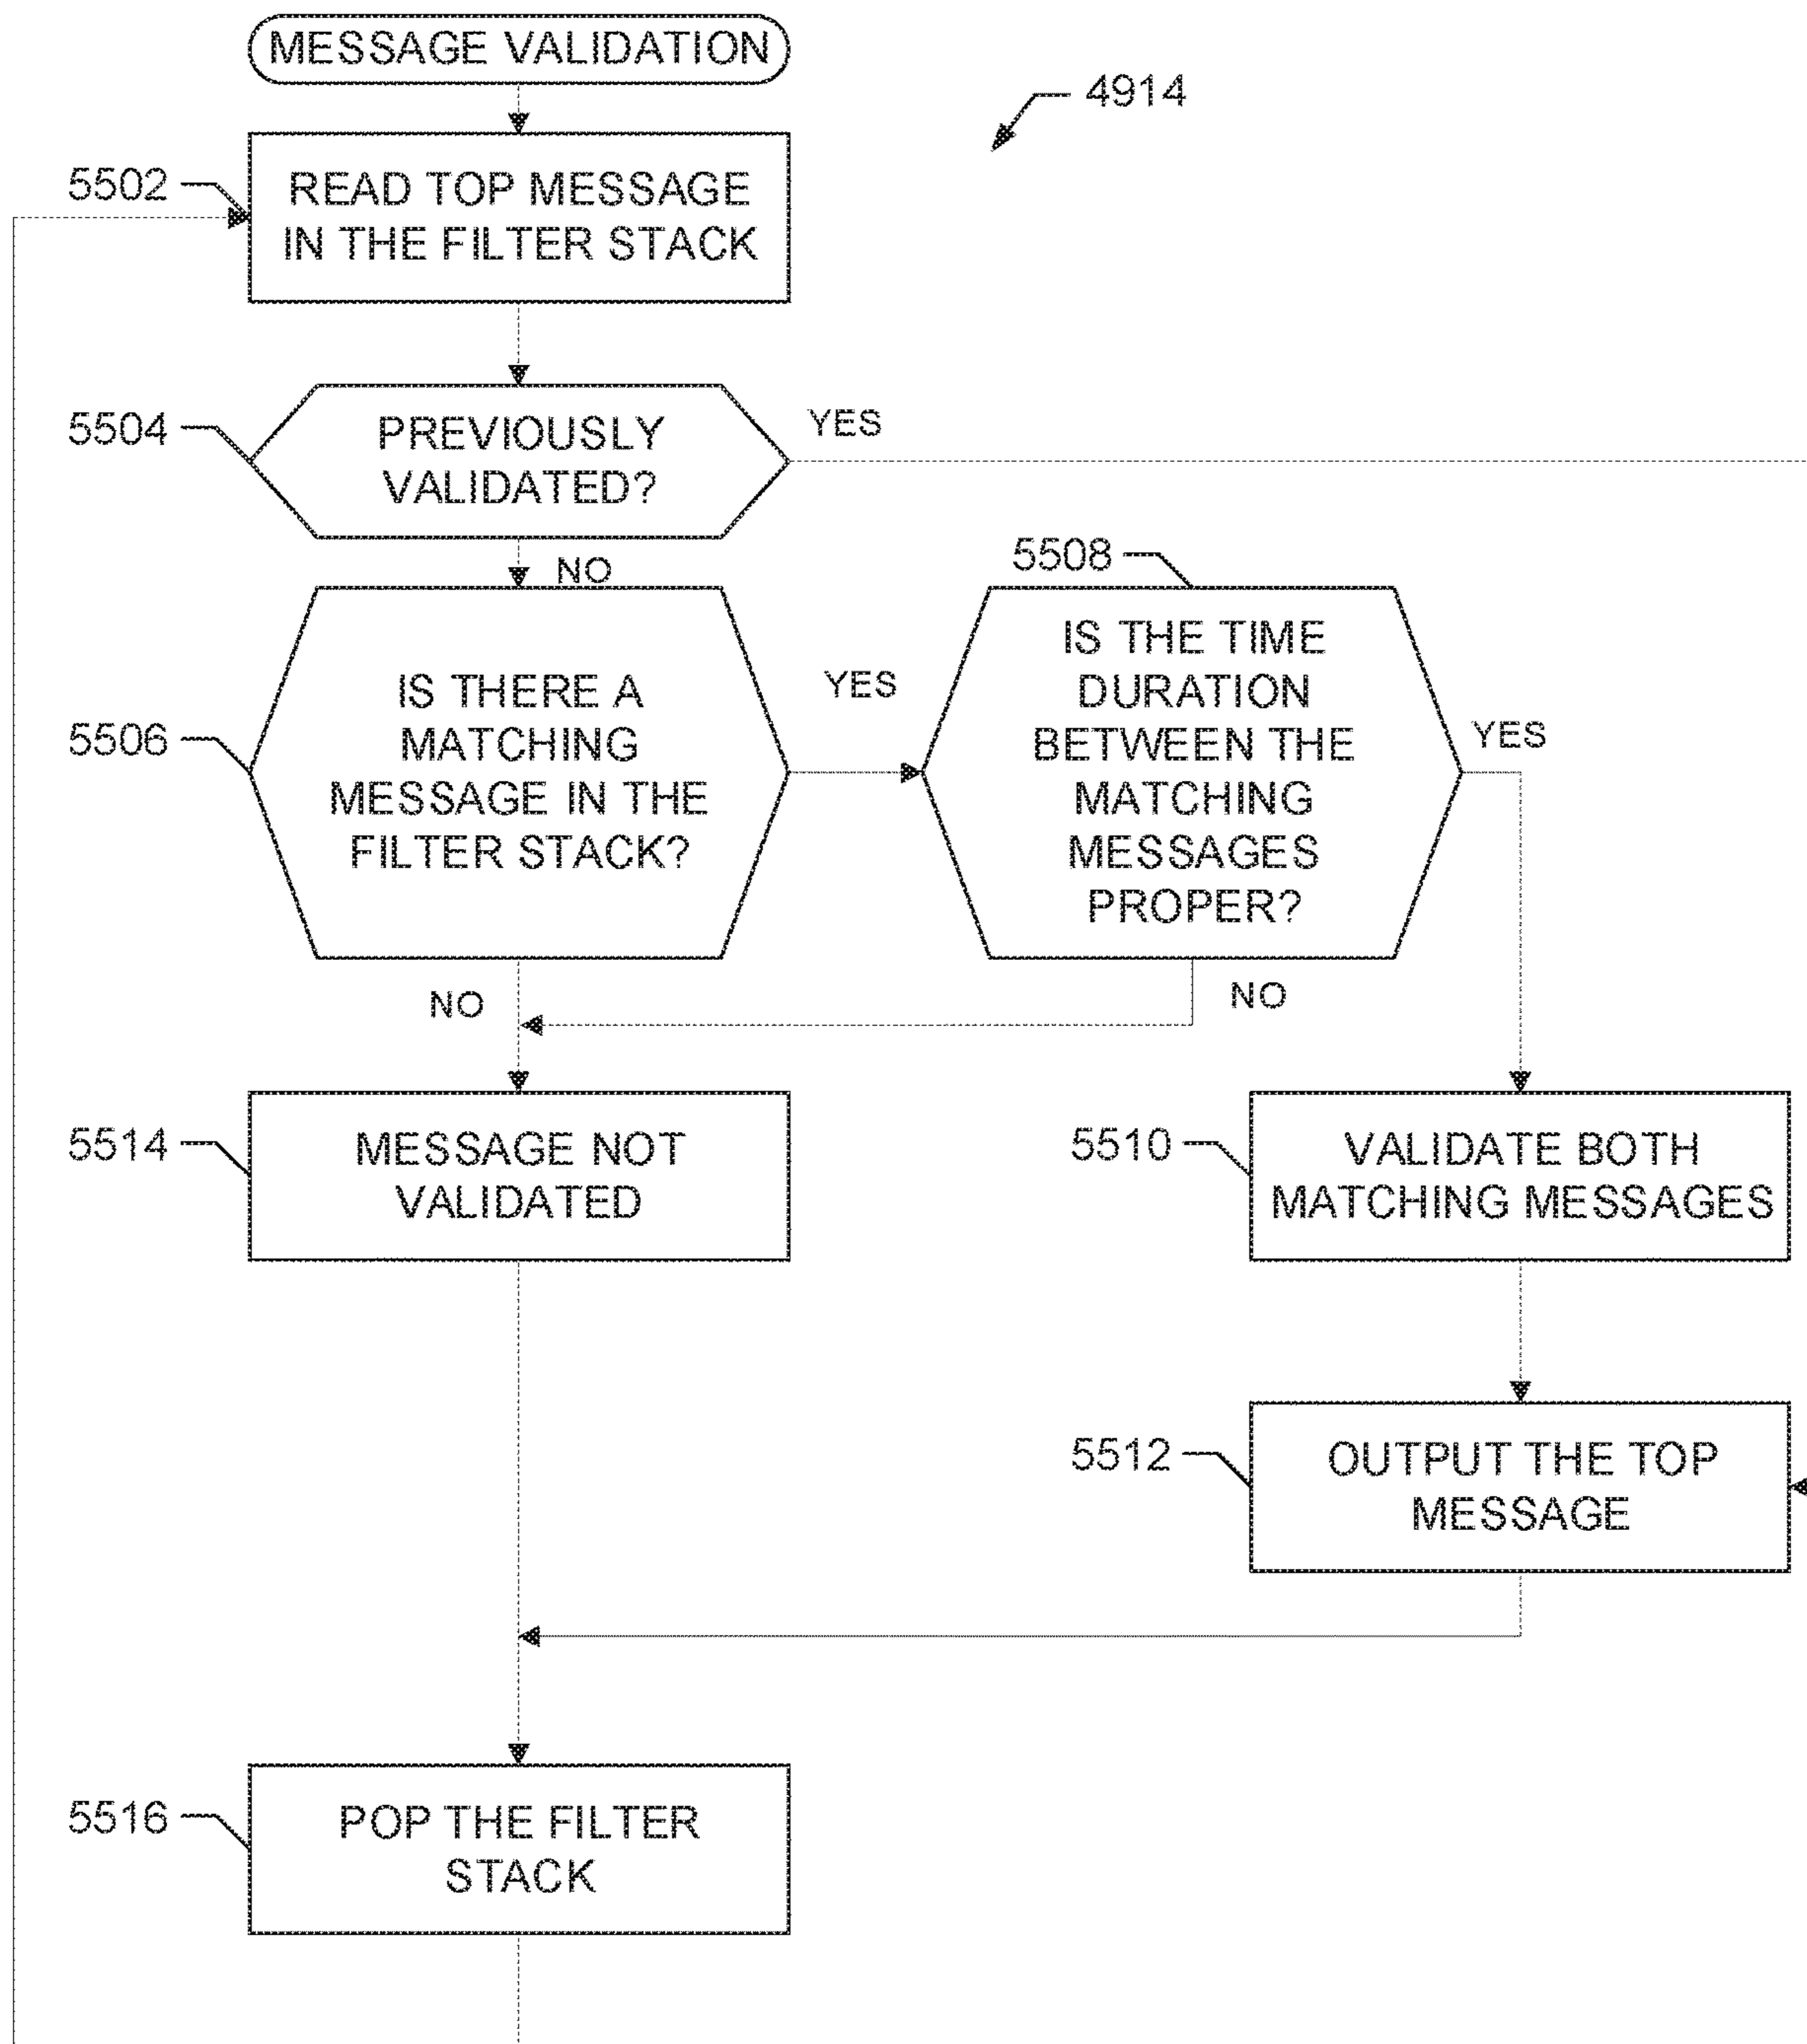 MESSAGE VALIDATION
4914
5502
READ TOP MESSAGE
IN THE FILTER STACK
5504
PREVIOUSLY
VALIDATED?
YES
NO
5506
IS THERE A
MATCHING
MESSAGE IN THE
FILTER STACK?
YES
NO
5508
IS THE TIME
DURATION
BETWEEN THE
MATCHING
MESSAGES
PROPER?
YES
NO
5514
MESSAGE NOT
VALIDATED
5510
VALIDATE BOTH
MATCHING MESSAGES
5512
OUTPUT THE TOP
MESSAGE
5516
POP THE FILTER
STACK